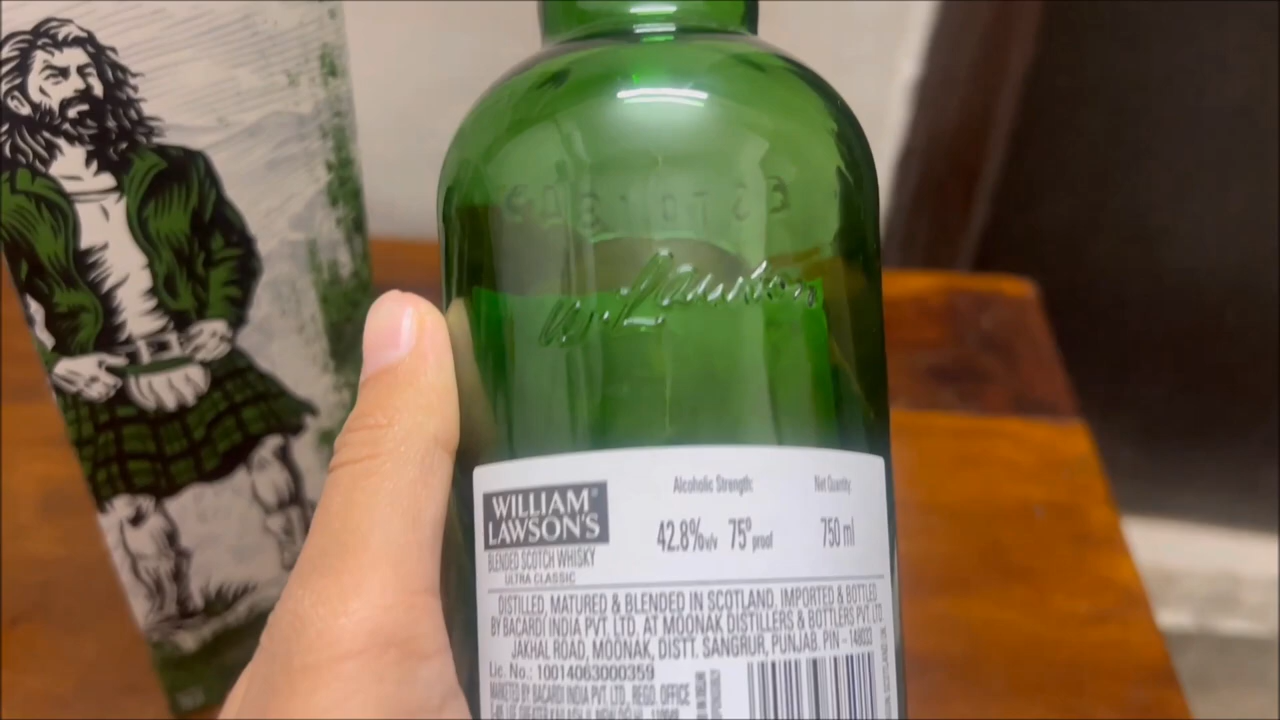 W. Lawson
WILLIAM
LAWSON'S
BLENDED SCOTCH WHISKY
ULTRA CLASSIC
Alcoholic Strength:
42.8%v/v 75° proof
Net Quantity
750 ml
DISTILLED, MATURED & BLENDED IN SCOTLAND. IMPORTED & BOTTLED
BY BACARDI INDIA PVT. LTD. AT MOONAK DISTILLERS & BOTTLERS PVT. LTD.
JAKHAL ROAD, MOONAK, DISTT. SANGRUR, PUNJAB. PIN - 148033
Lic. No.: 10014063000359
MARKETED BY BACARDI INDIA PVT. LTD., REGD. OFFICE